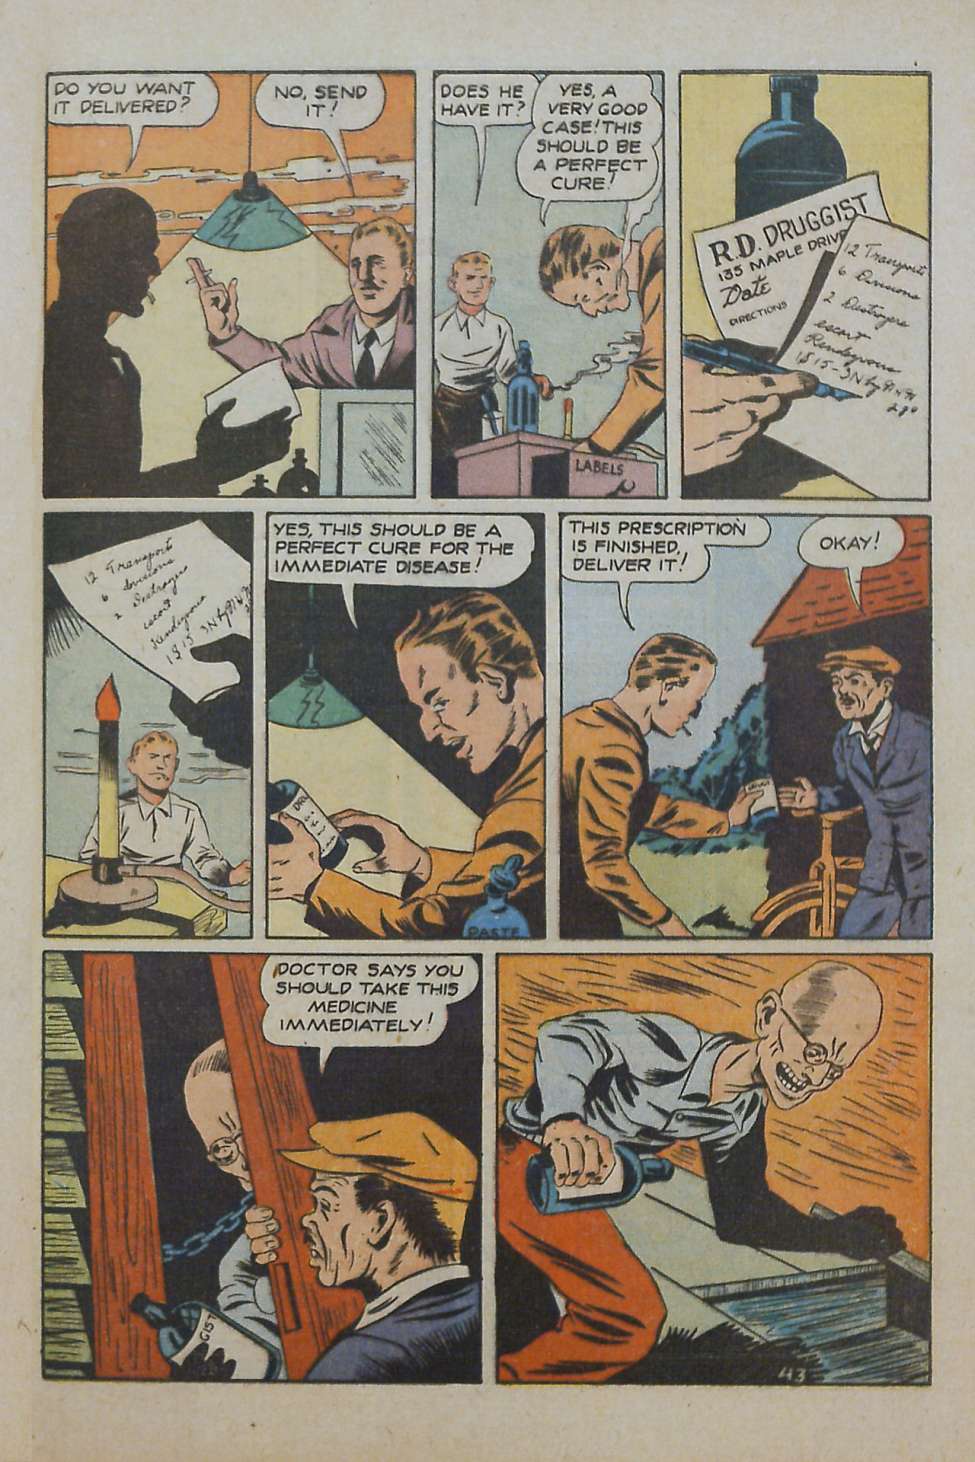 DO YOU WANT
IT DELIVERED?
NO, SEND
IT!
DOES HE
HAVE IT?
YES, A
VERY GOOD
CASE! THIS
SHOULD BE
A PERFECT
CURE!
LABELS
R.D. DRUGGIST
135 MAPLE DRIVE
Date
DIRECTIONS
12 Transport
6 Divisions
2 Destroyers
escort
Rendezvous
1815-3N by
28°
12 Transport
6 divisions
2 Destroyers
escort
Rendezvous
1815 3N by
YES, THIS SHOULD BE A
PERFECT CURE FOR THE
IMMEDIATE DISEASE!
DRUG
PASTE
THIS PRESCRIPTION
IS FINISHED,
DELIVER IT!
OKAY!
DRUGS
DOCTOR SAYS YOU
SHOULD TAKE THIS
MEDICINE
IMMEDIATELY!
GIST
43